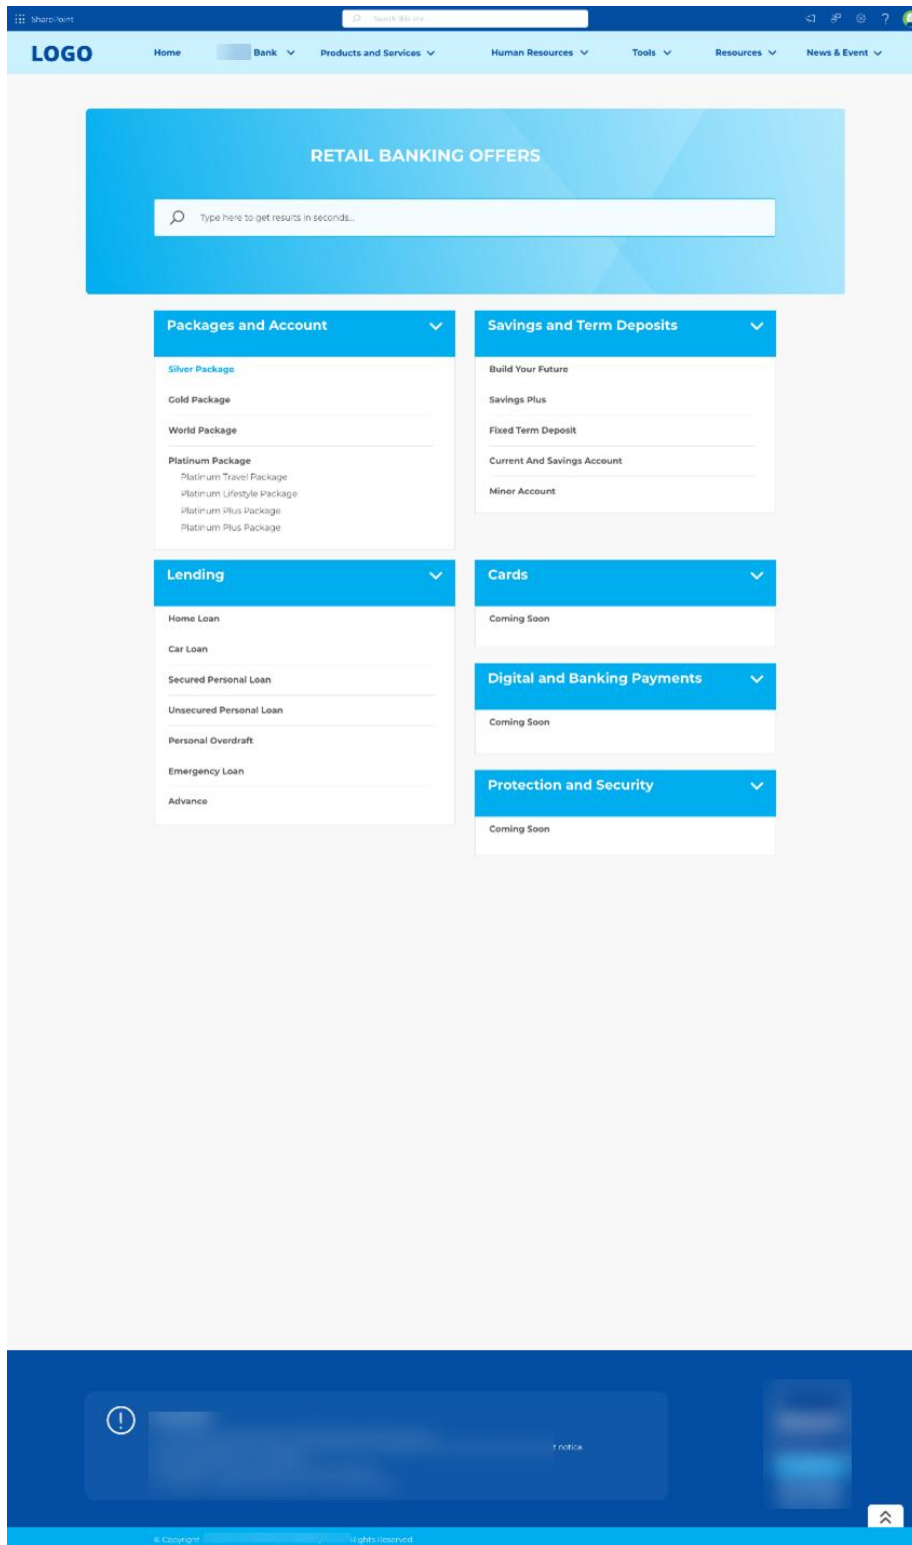 SharePoint
Search this site
LOGO
Home
Bank
Products and Services
Human Resources
Tools
Resources
News & Event
RETAIL BANKING OFFERS
Type here to get results in seconds..
Packages and Account
Silver Package
Gold Package
World Package
Platinum Package
Platinum Travel Package
Platinum Lifestyle Package
Platinum Plus Package
Platinum Plus Package
Savings and Term Deposits
Build Your Future
Savings Plus
Fixed Term Deposit
Current And Savings Account
Minor Account
Lending
Home Loan
Car Loan
Secured Personal Loan
Unsecured Personal Loan
Personal Overdraft
Emergency Loan
Advance
Cards
Coming Soon
Digital and Banking Payments
Coming Soon
Protection and Security
Coming Soon
notice.
© Copyright Rights Reserved